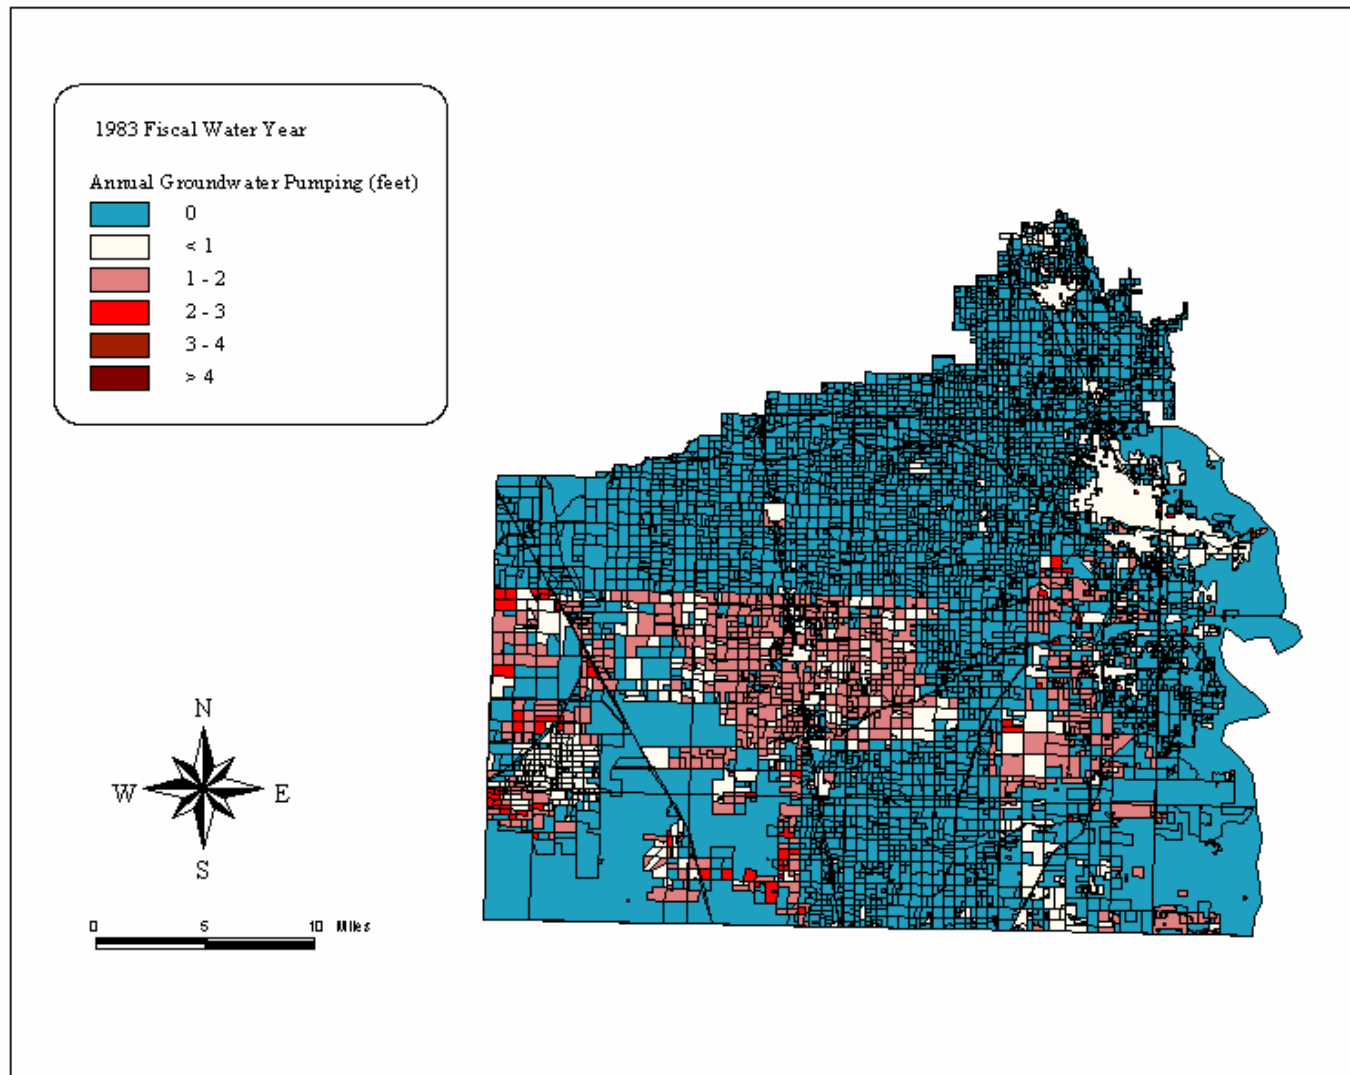 1983 Fiscal Water Year
Annual Groundwater Pumping (feet)
0
< 1
1 - 2
2 - 3
3 - 4
> 4
N
W E
S
0 5 10 Miles